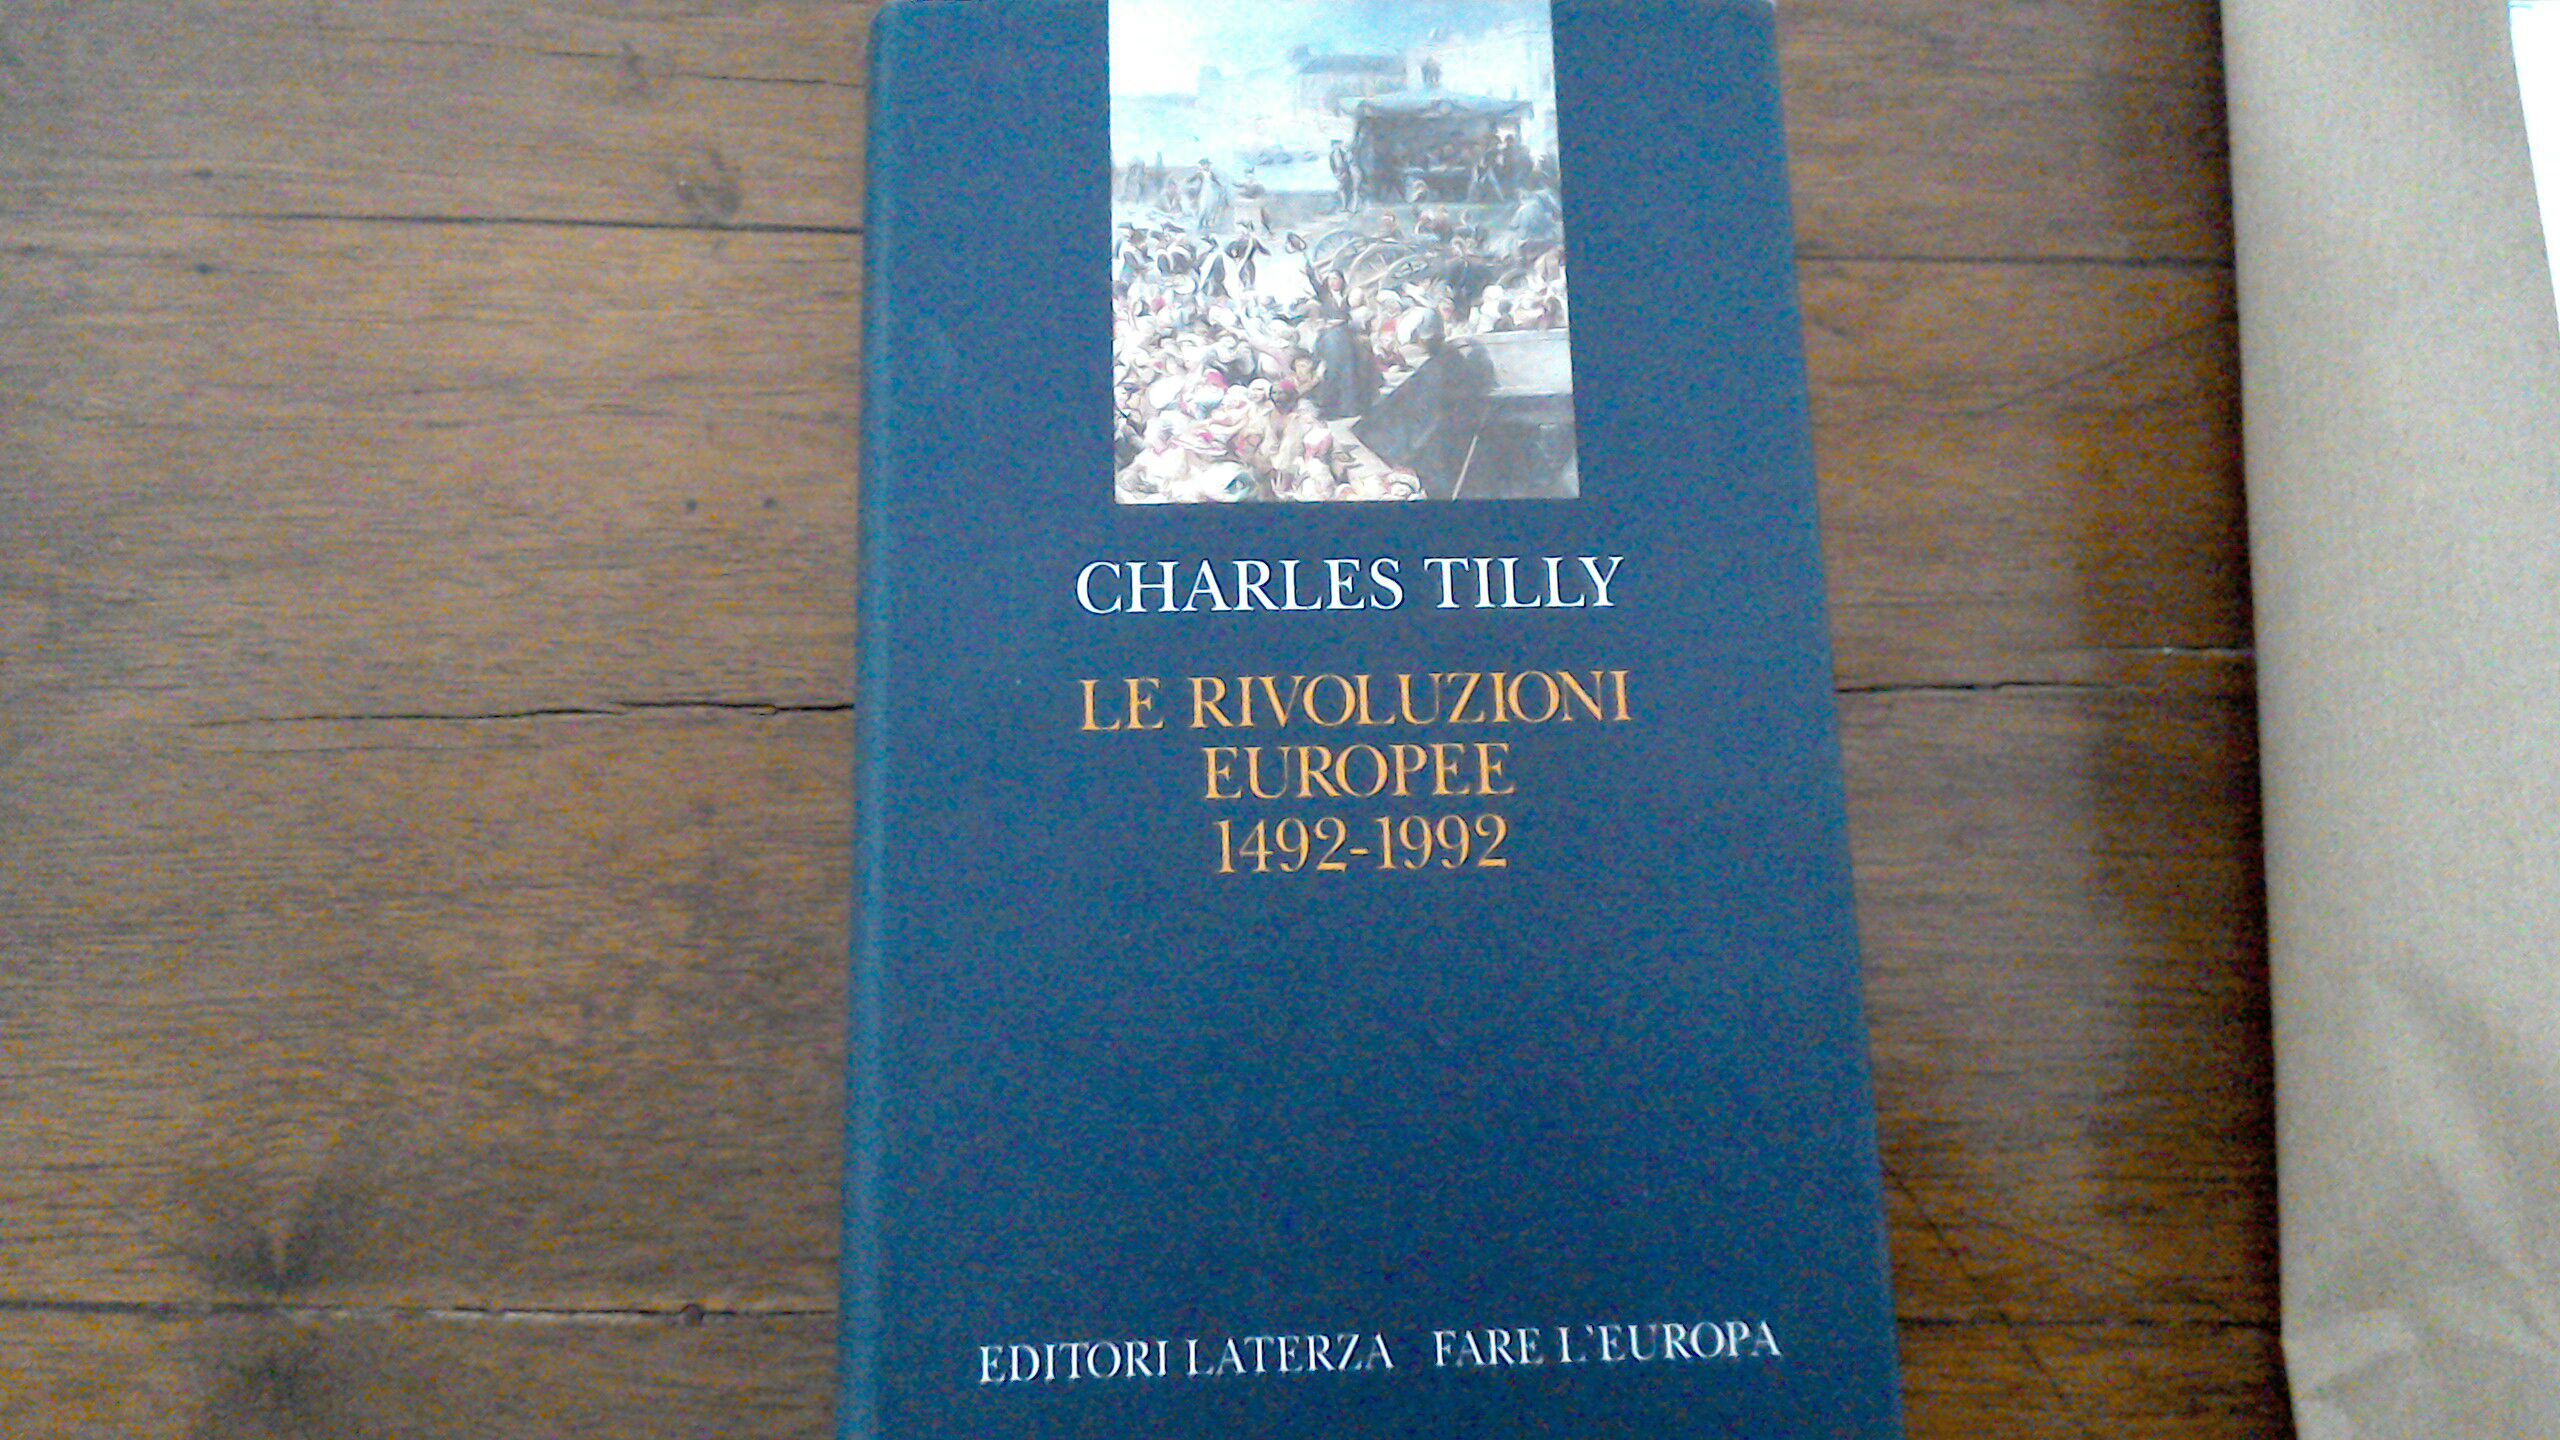 CHARLES TILLY
LE RIVOLUZIONI
EUROPEE
1492-1992
EDITORI LATERZA FARE L'EUROPA